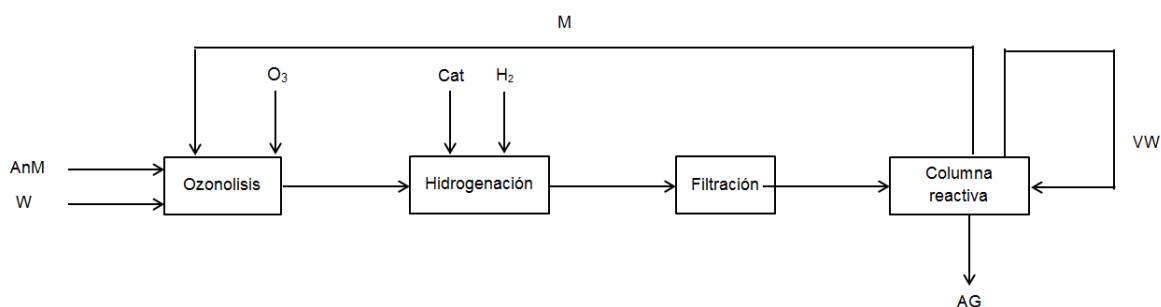 M
O₃
Cat
H₂
AnM
W
Ozonolisis
Hidrogenación
Filtración
Columna
reactiva
VW
AG